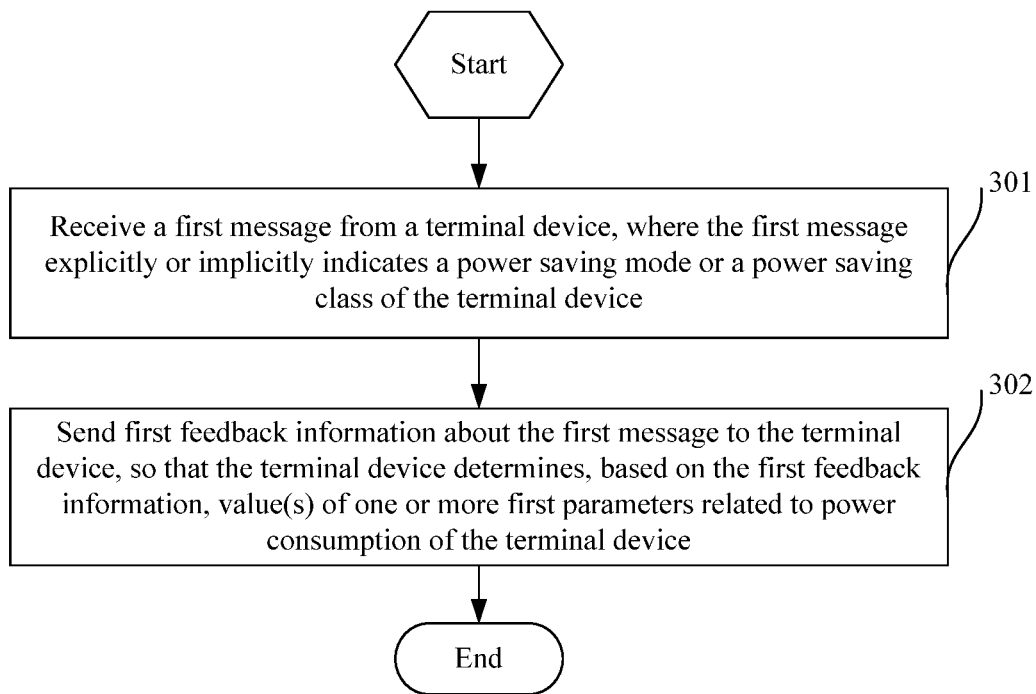 Start
301
Receive a first message from a terminal device, where the first message
explicitly or implicitly indicates a power saving mode or a power saving
class of the terminal device
302
Send first feedback information about the first message to the terminal
device, so that the terminal device determines, based on the first feedback
information, value(s) of one or more first parameters related to power
consumption of the terminal device
End